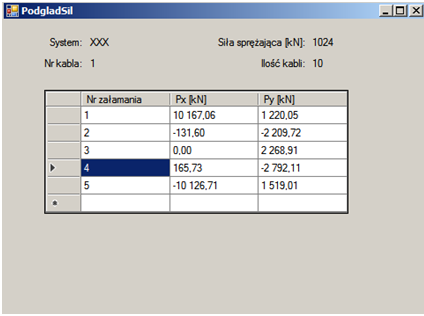 PodgladSil
System: XXX Siła sprężająca [kN]: 1024
Nr kabla: 1 Ilość kabli: 10
Nr załamania Px [kN] Py [kN]
1 10 167,06 1 220,05
2 -131,60 -2 209,72
3 0,00 2 268,91
4 165,73 -2 792,11
5 -10 126,71 1 519,01